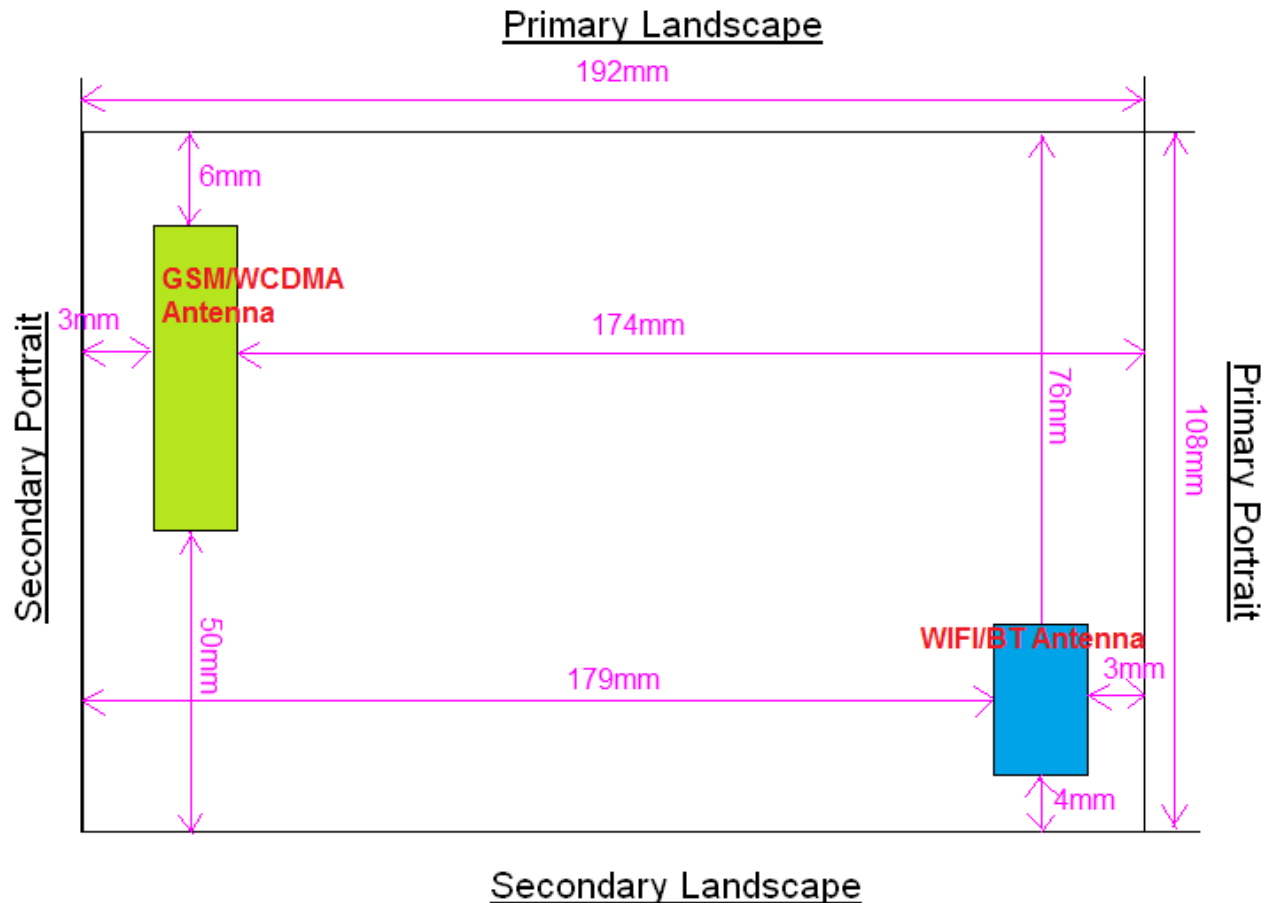 Primary Landscape
192mm
6mm
GSM/WCDMA
Antenna
3mm
174mm
76mm
108mm
Secondary Portrait
Primary Portrait
50mm
WIFI/BT Antenna
179mm
3mm
4mm
Secondary Landscape